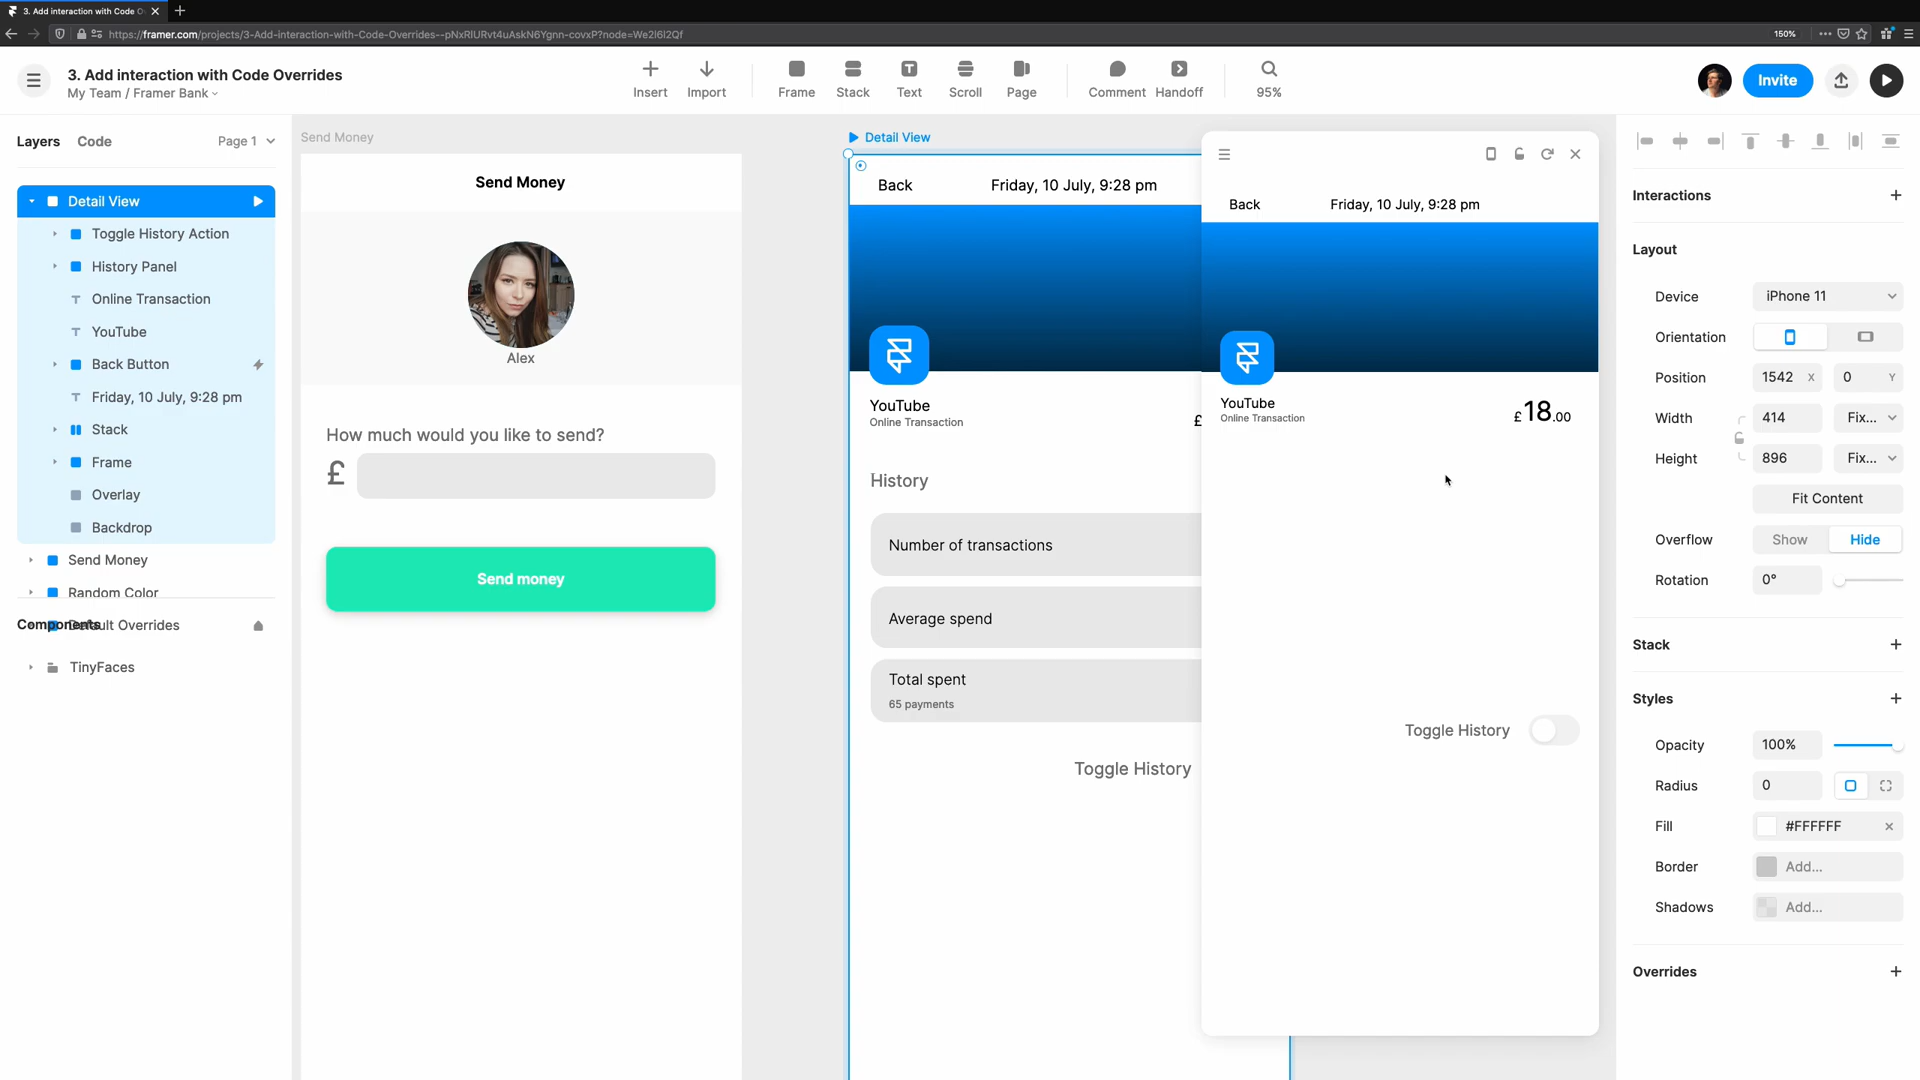 3. Add interaction with Code O
https://framer.com/projects/3-Add-interaction-with-Code-Overrides--pNxRlURvt4uAskN6Ygnn-covxP?node=We2l6l2Qf
150%
3. Add interaction with Code Overrides
My Team / Framer Bank
Insert
Import
Frame
Stack
Text
Scroll
Page
Comment
Handoff
95%
Invite
Layers
Code
Page 1
Detail View
Toggle History Action
History Panel
Online Transaction
YouTube
Back Button
Friday, 10 July, 9:28 pm
Stack
Frame
Overlay
Backdrop
Send Money
Random Color
Components
Default Overrides
TinyFaces
Send Money
Send Money
Alex
How much would you like to send?
£
Send money
Detail View
Back
Friday, 10 July, 9:28 pm
YouTube
Online Transaction
£
History
Number of transactions
Average spend
Total spent
65 payments
Toggle History
Back
Friday, 10 July, 9:28 pm
YouTube
Online Transaction
£18.00
Toggle History
Interactions
Layout
Device
iPhone 11
Orientation
Position
1542 X
0 Y
Width
414
Fix...
Height
896
Fix...
Fit Content
Overflow
Show
Hide
Rotation
0°
Stack
Styles
Opacity
100%
Radius
0
Fill
#FFFFFF
Border
Add...
Shadows
Add...
Overrides